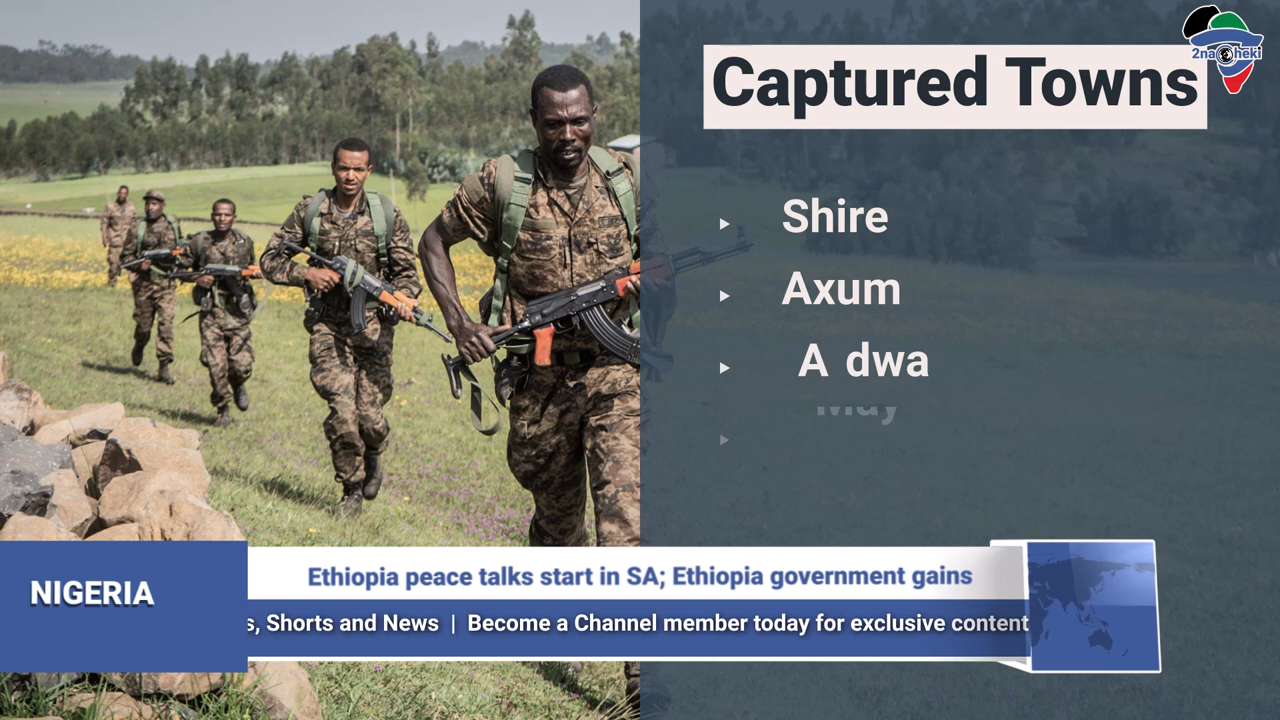 Captured Towns
2nacheki
Shire
Axum
A dwa
May
NIGERIA
Ethiopia peace talks start in SA; Ethiopia government gains
s, Shorts and News | Become a Channel member today for exclusive content